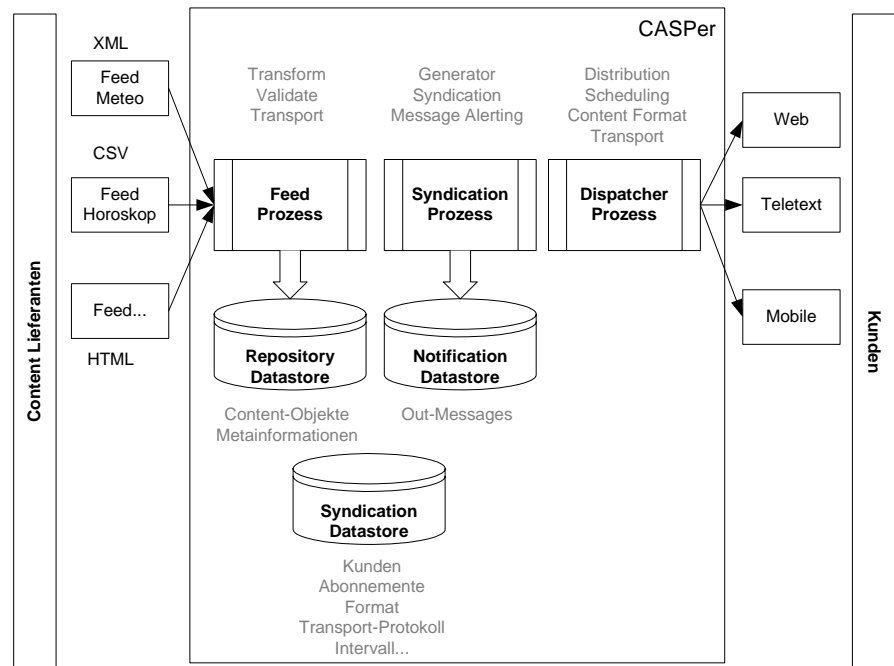 CASPer
Content Lieferanten
XML
Feed
Meteo
CSV
Feed
Horoskop
Feed...
HTML
Transform
Validate
Transport
Generator
Syndication
Message Alerting
Distribution
Scheduling
Content Format
Transport
Feed
Prozess
Syndication
Prozess
Dispatcher
Prozess
Repository
Datastore
Notification
Datastore
Content-Objekte
Metainformationen
Out-Messages
Syndication
Datastore
Kunden
Abonnemente
Format
Transport-Protokoll
Intervall...
Web
Teletext
Mobile
Kunden